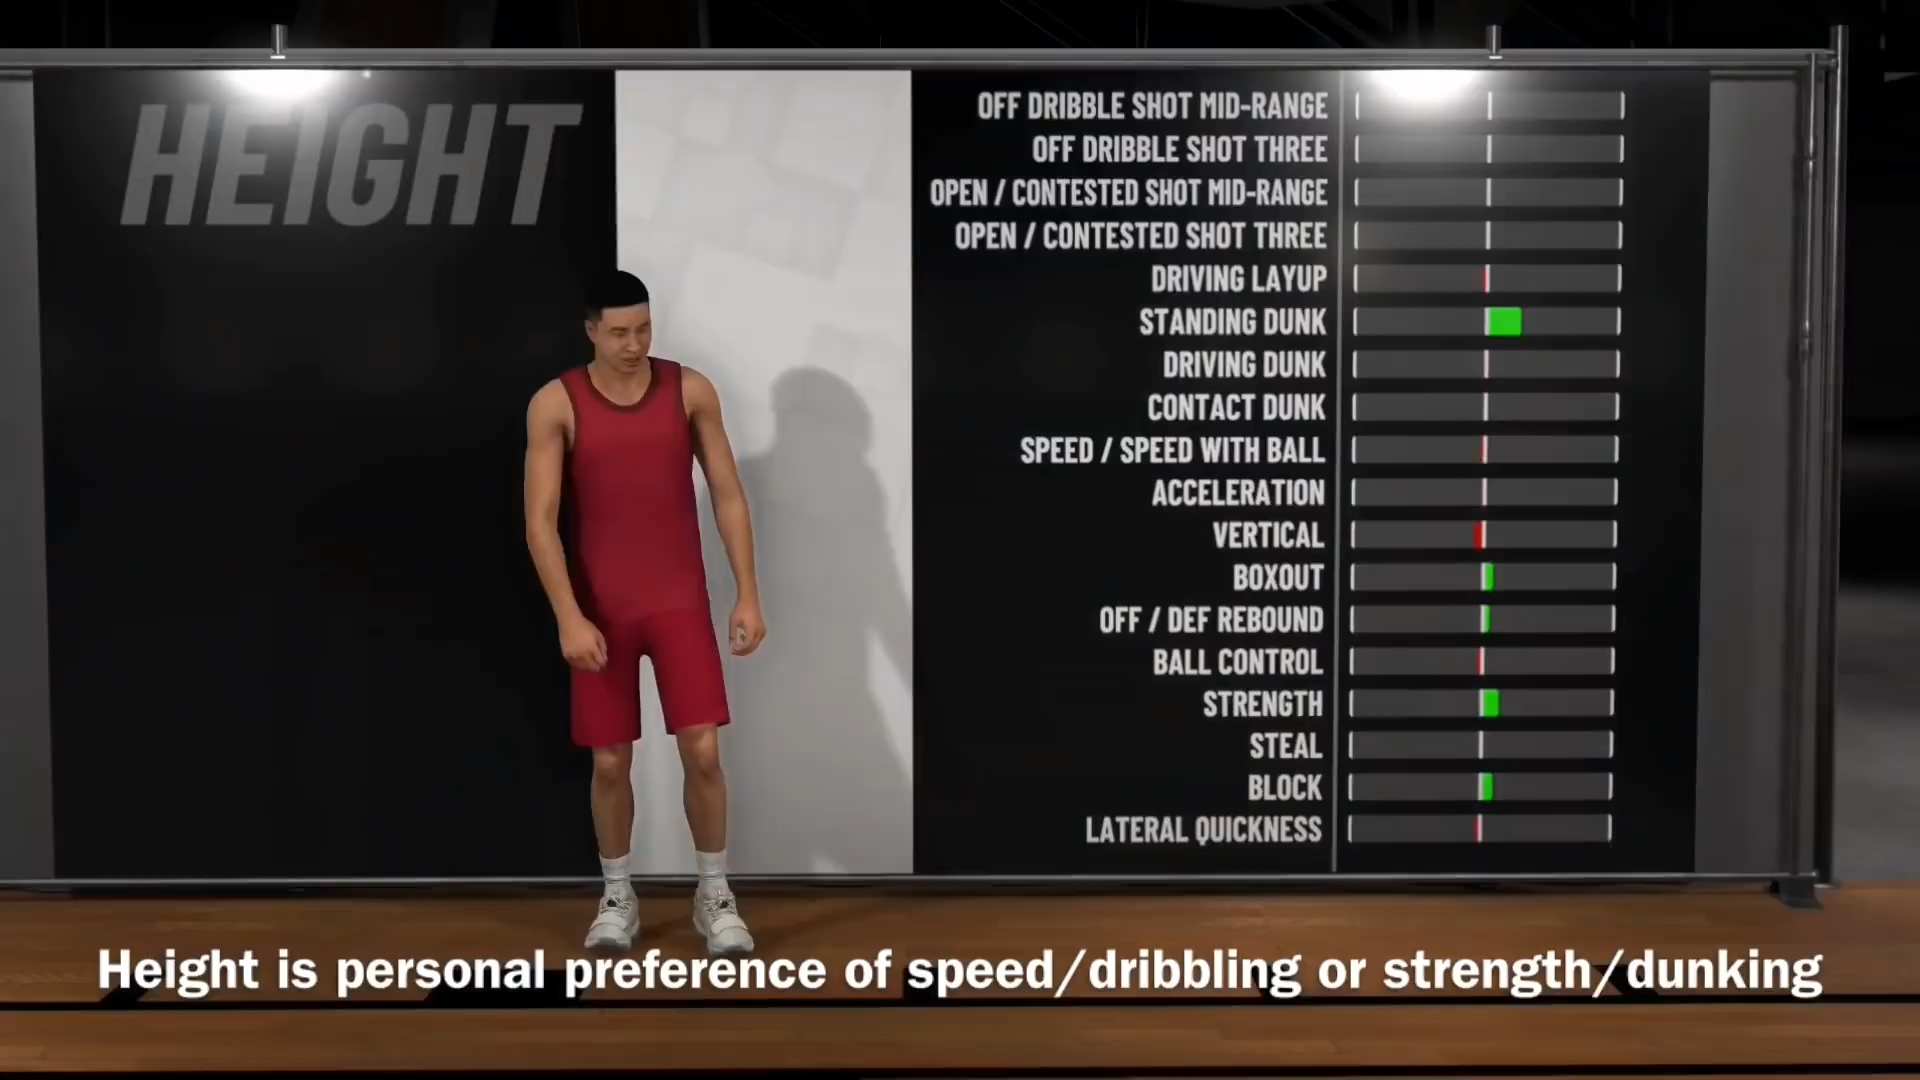 HEIGHT
OFF DRIBBLE SHOT MID-RANGE
OFF DRIBBLE SHOT THREE
OPEN / CONTESTED SHOT MID-RANGE
OPEN / CONTESTED SHOT THREE
DRIVING LAYUP
STANDING DUNK
DRIVING DUNK
CONTACT DUNK
SPEED / SPEED WITH BALL
ACCELERATION
VERTICAL
BOXOUT
OFF / DEF REBOUND
BALL CONTROL
STRENGTH
STEAL
BLOCK
LATERAL QUICKNESS
Height is personal preference of speed/dribbling or strength/dunking